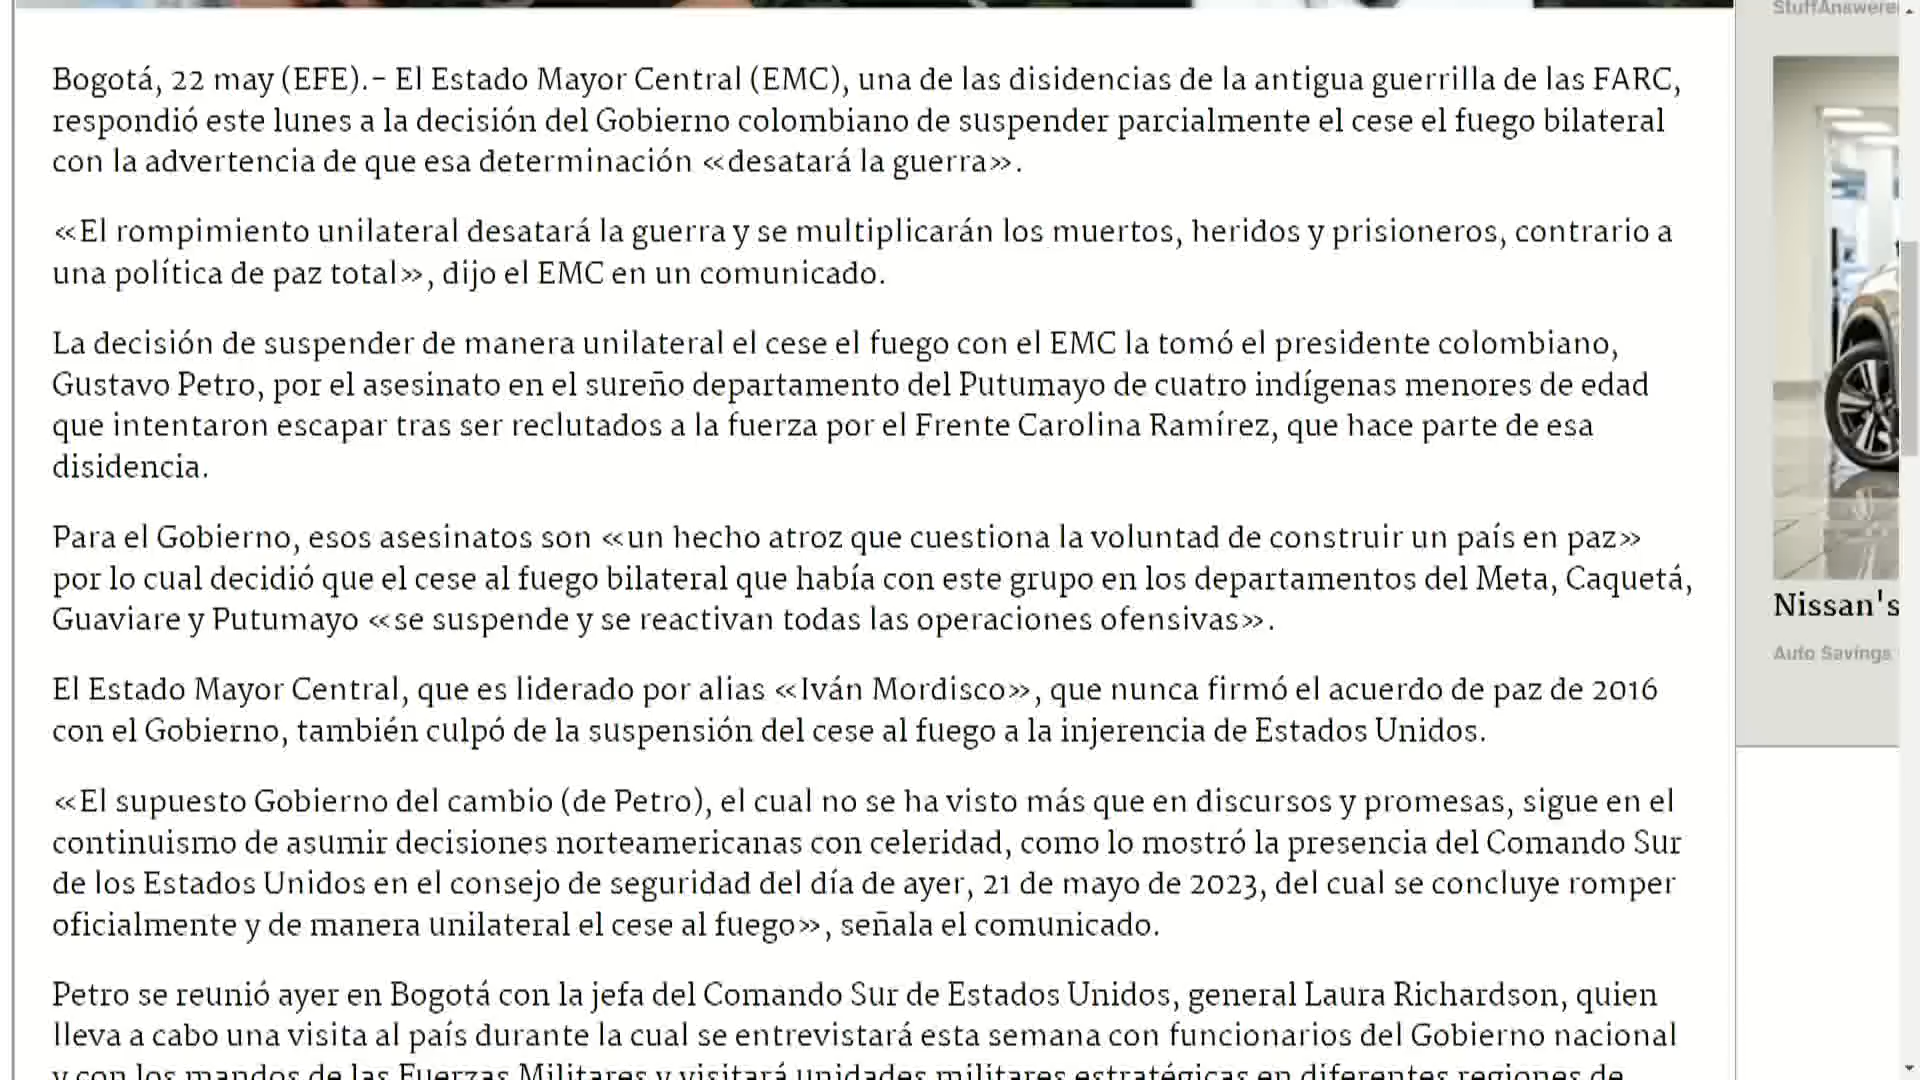 StuffAnswered
Bogotá, 22 may (EFE).- El Estado Mayor Central (EMC), una de las disidencias de la antigua guerrilla de las FARC,
respondió este lunes a la decisión del Gobierno colombiano de suspender parcialmente el cese el fuego bilateral
con la advertencia de que esa determinación «desatará la guerra».
«El rompimiento unilateral desatará la guerra y se multiplicarán los muertos, heridos y prisioneros, contrario a
una política de paz total», dijo el EMC en un comunicado.
La decisión de suspender de manera unilateral el cese el fuego con el EMC la tomó el presidente colombiano,
Gustavo Petro, por el asesinato en el sureño departamento del Putumayo de cuatro indígenas menores de edad
que intentaron escapar tras ser reclutados a la fuerza por el Frente Carolina Ramírez, que hace parte de esa
disidencia.
Para el Gobierno, esos asesinatos son «un hecho atroz que cuestiona la voluntad de construir un país en paz»
por lo cual decidió que el cese al fuego bilateral que había con este grupo en los departamentos del Meta, Caquetá,
Guaviare y Putumayo «se suspende y se reactivan todas las operaciones ofensivas».
El Estado Mayor Central, que es liderado por alias «Iván Mordisco», que nunca firmó el acuerdo de paz de 2016
con el Gobierno, también culpó de la suspensión del cese al fuego a la injerencia de Estados Unidos.
«El supuesto Gobierno del cambio (de Petro), el cual no se ha visto más que en discursos y promesas, sigue en el
continuismo de asumir decisiones norteamericanas con celeridad, como lo mostró la presencia del Comando Sur
de los Estados Unidos en el consejo de seguridad del día de ayer, 21 de mayo de 2023, del cual se concluye romper
oficialmente y de manera unilateral el cese al fuego», señala el comunicado.
Petro se reunió ayer en Bogotá con la jefa del Comando Sur de Estados Unidos, general Laura Richardson, quien
lleva a cabo una visita al país durante la cual se entrevistará esta semana con funcionarios del Gobierno nacional
y con los mandos de las Fuerzas Militares y visitará unidades militares estratégicas en diferentes regiones de
Nissan's
Auto Savings